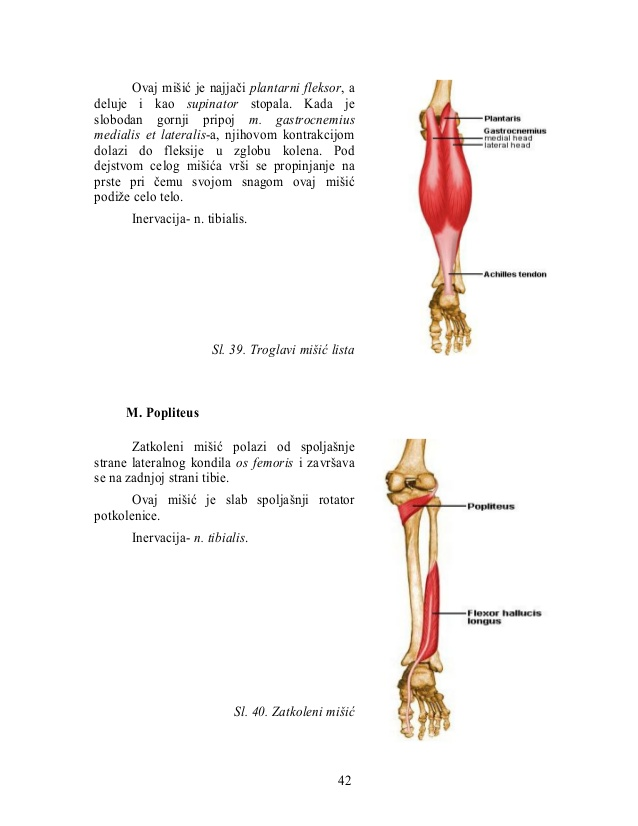 Ovaj mišić je najjači plantarni fleksor, a
deluje i kao supinator stopala. Kada je
slobodan gornji pripoj m. gastrocnemius
medialis et lateralis-a, njihovom kontrakcijom
dolazi do fleksije u zglobu kolena. Pod
dejstvom celog mišića vrši se propinjanje na
prste pri čemu svojom snagom ovaj mišić
podiže celo telo.
Inervacija- n. tibialis.
Plantaris
Gastrocnemius
medial head
lateral head
Achilles tendon
Sl. 39. Troglavi mišić lista
M. Popliteus
Zatkoleni mišić polazi od spoljašnje
strane lateralnog kondila os femoris i završava
se na zadnjoj strani tibie.
Ovaj mišić je slab spoljašnji rotator
potkolenice.
Inervacija- n. tibialis.
Popliteus
Flexor hallucis
longus
Sl. 40. Zatkoleni mišić
42